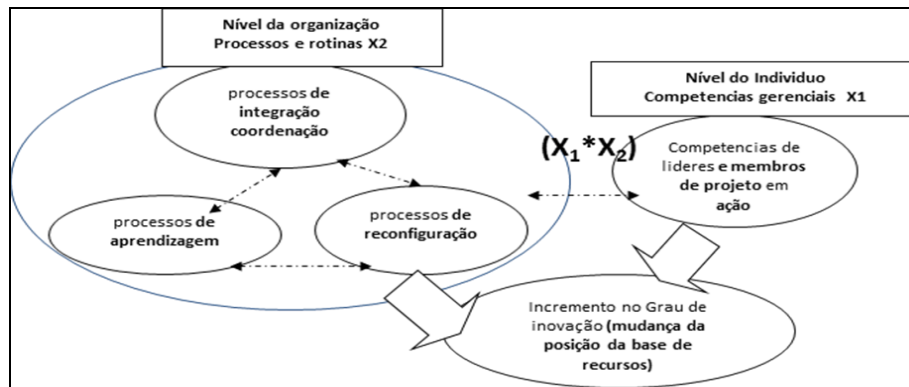 Nível da organização
Processos e rotinas X2
processos de
integração
coordenação
processos de
aprendizagem
processos de
reconfiguração
(X1*X2)
Nível do Individuo
Competencias gerenciais X1
Competencias de
lideres e membros
de projeto em
ação
Incremento no Grau de
inovação (mudança da
posição da base de
recursos)